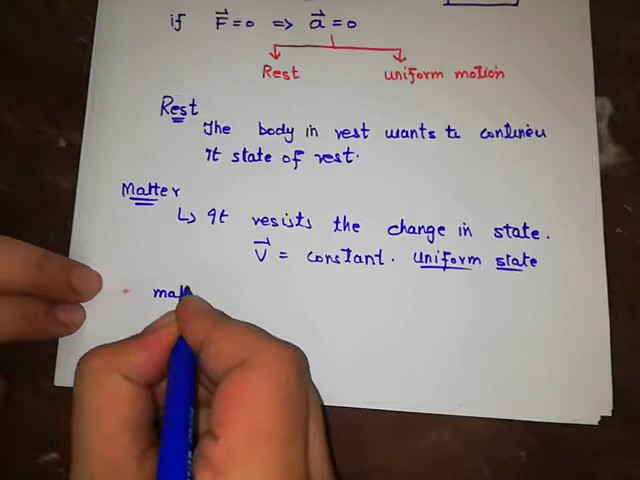 if F⃗=0 => a⃗=0
Rest uniform motion
Rest
The body in rest wants to contineu
It state of rest.
Matter
↳ It resists the change in state.
V⃗ = constant. uniform state